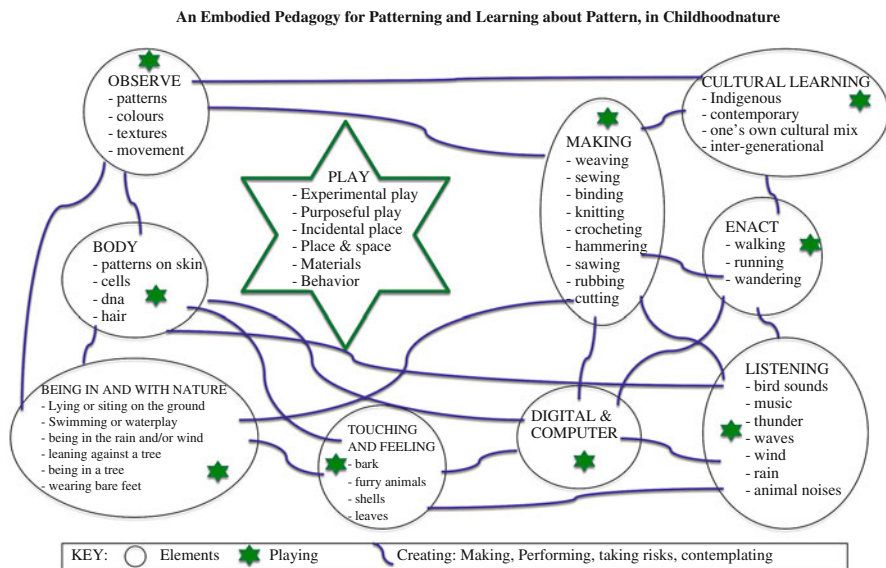 An Embodied Pedagogy for Patterning and Learning about Pattern, in Childhoodnature
OBSERVE
- patterns
- colours
- textures
- movement
PLAY
- Experimental play
- Purposeful play
- Incidental place
- Place & space
- Materials
- Behavior
MAKING
- weaving
- sewing
- binding
- knitting
- crocheting
- hammering
- sawing
- rubbing
- cutting
CULTURAL LEARNING
- Indigenous
- contemporary
- one's own cultural mix
- inter-generational
BODY
- patterns on skin
- cells
- dna
- hair
ENACT
- walking
- running
- wandering
BEING IN AND WITH NATURE
- Lying or siting on the ground
- Swimming or waterplay
- being in the rain and/or wind
- leaning against a tree
- being in a tree
- wearing bare feet
TOUCHING
AND FEELING
- bark
- furry animals
- shells
- leaves
DIGITAL &
COMPUTER
LISTENING
- bird sounds
- music
- thunder
- waves
- wind
- rain
- animal noises
KEY: Elements Playing Creating: Making, Performing, taking risks, contemplating